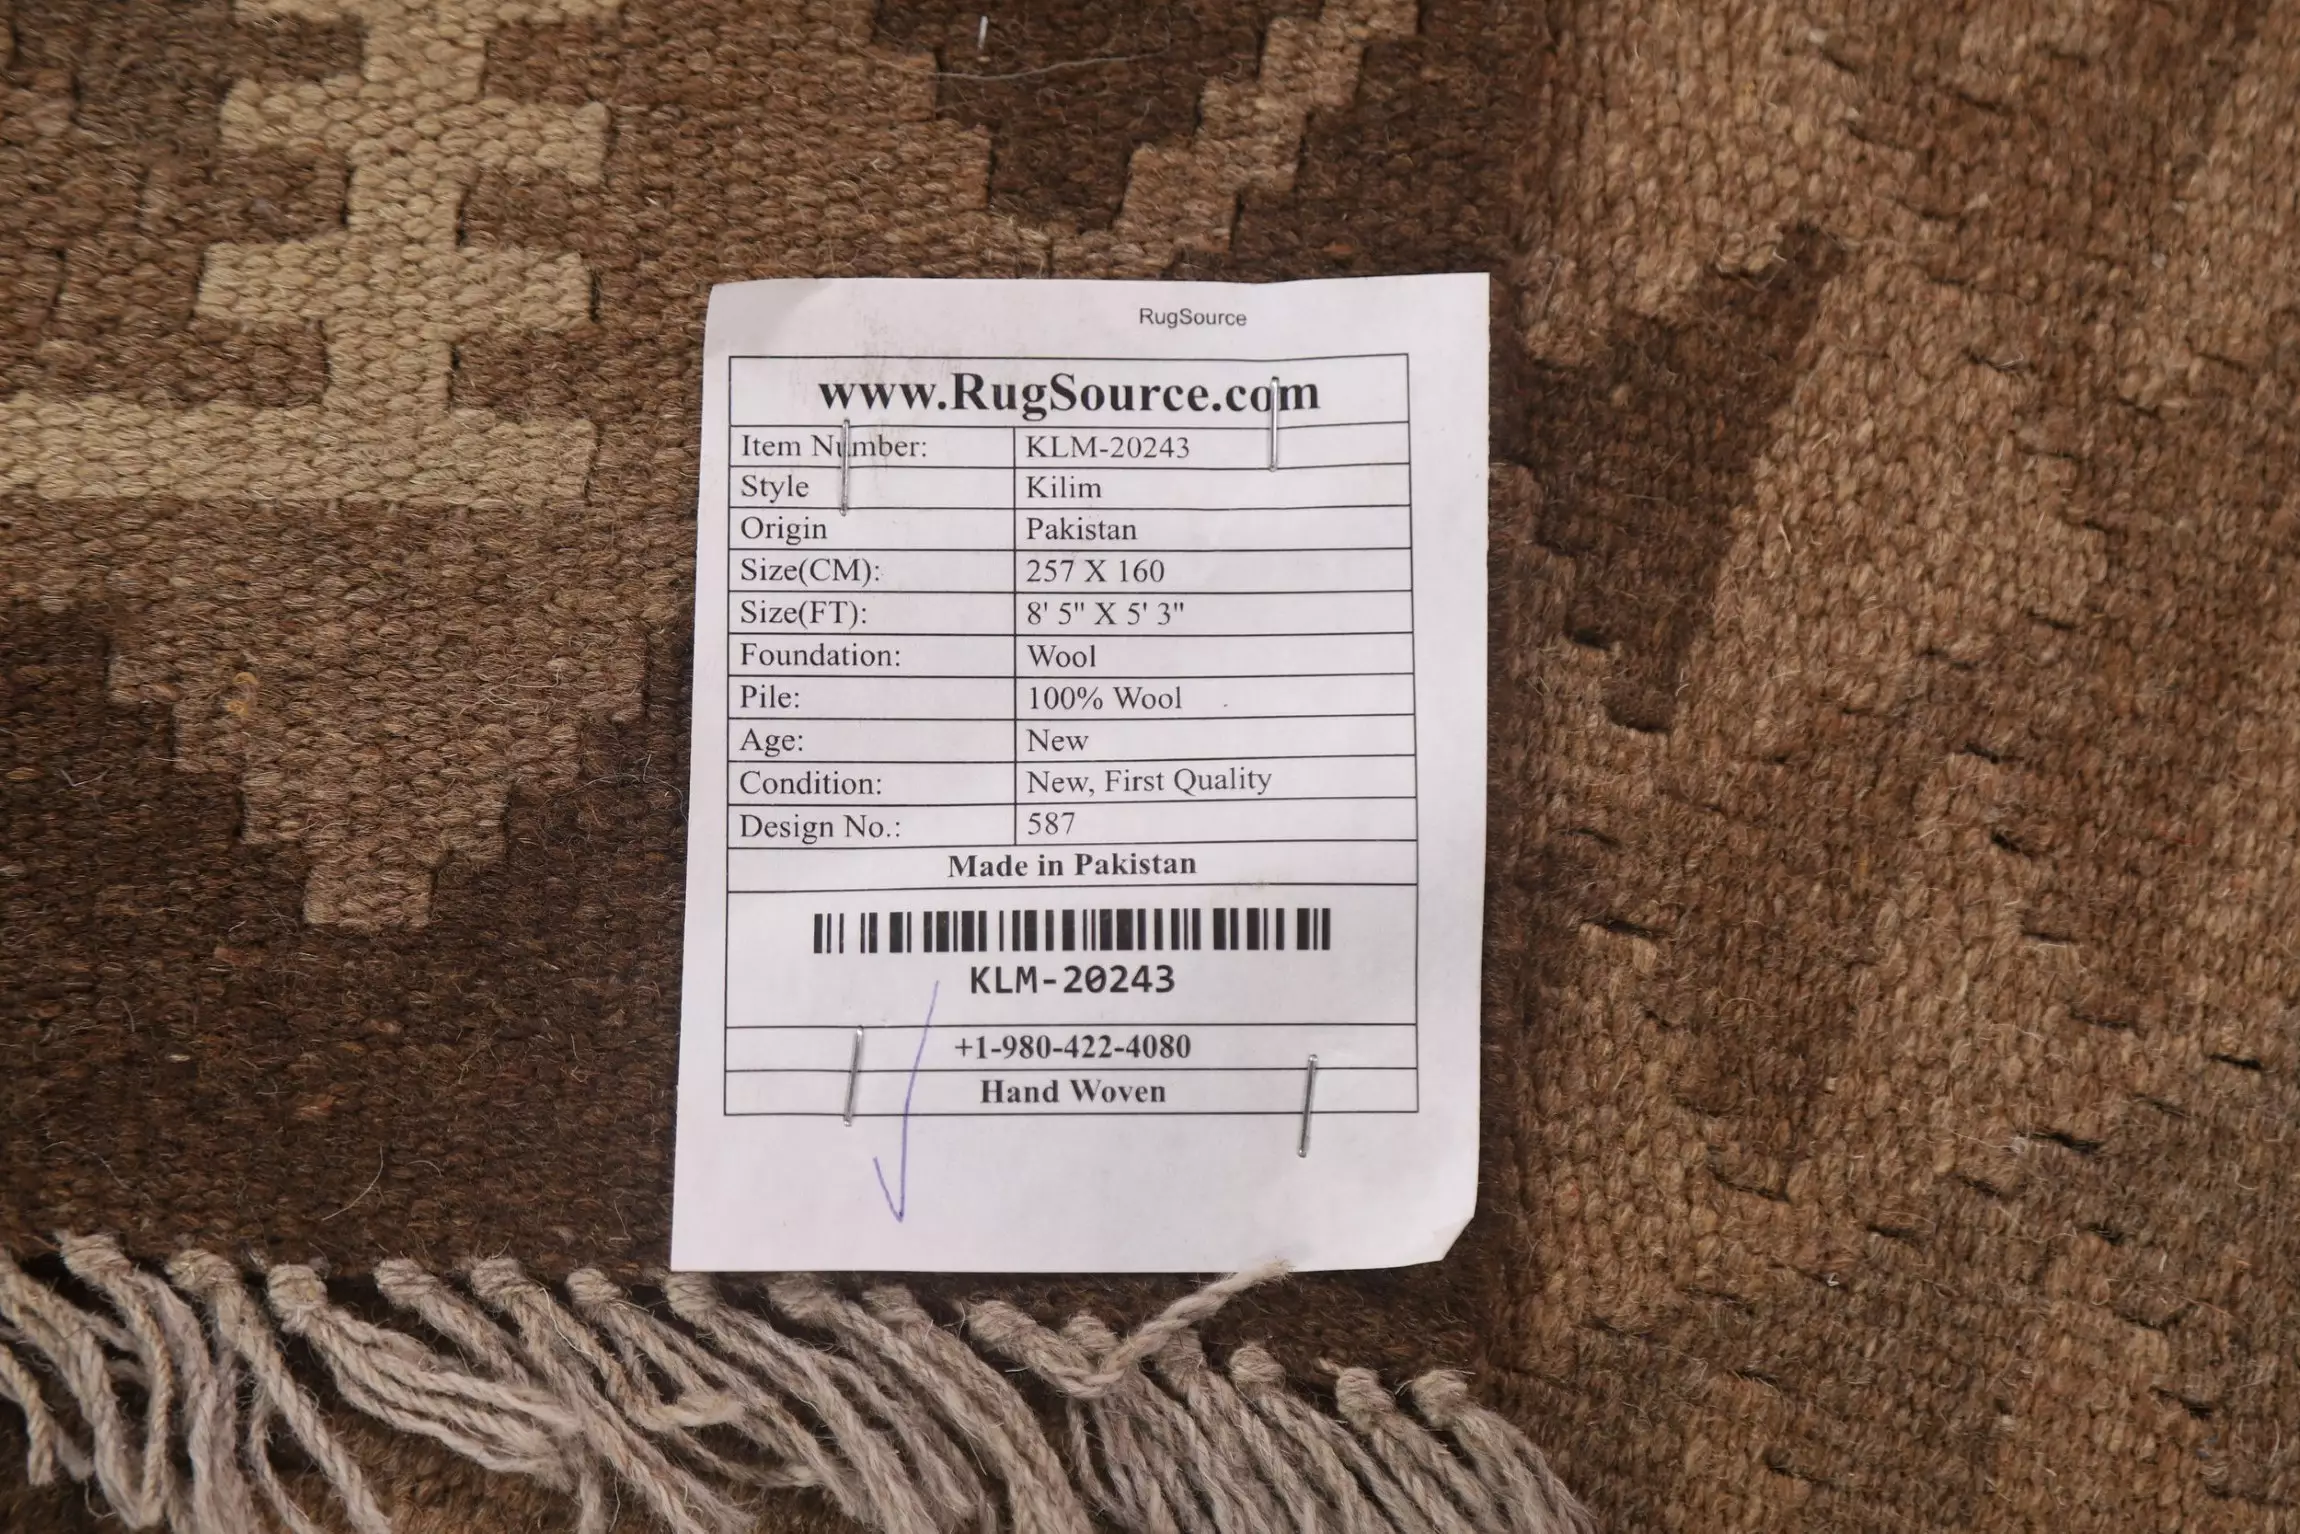 RugSource
www.RugSource.com
Item Number: KLM-20243
Style Kilim
Origin Pakistan
Size(CM): 257 X 160
Size(FT): 8' 5" X 5' 3"
Foundation: Wool
Pile: 100% Wool
Age: New
Condition: New, First Quality
Design No.: 587
Made in Pakistan
KLM-20243
+1-980-422-4080
Hand Woven